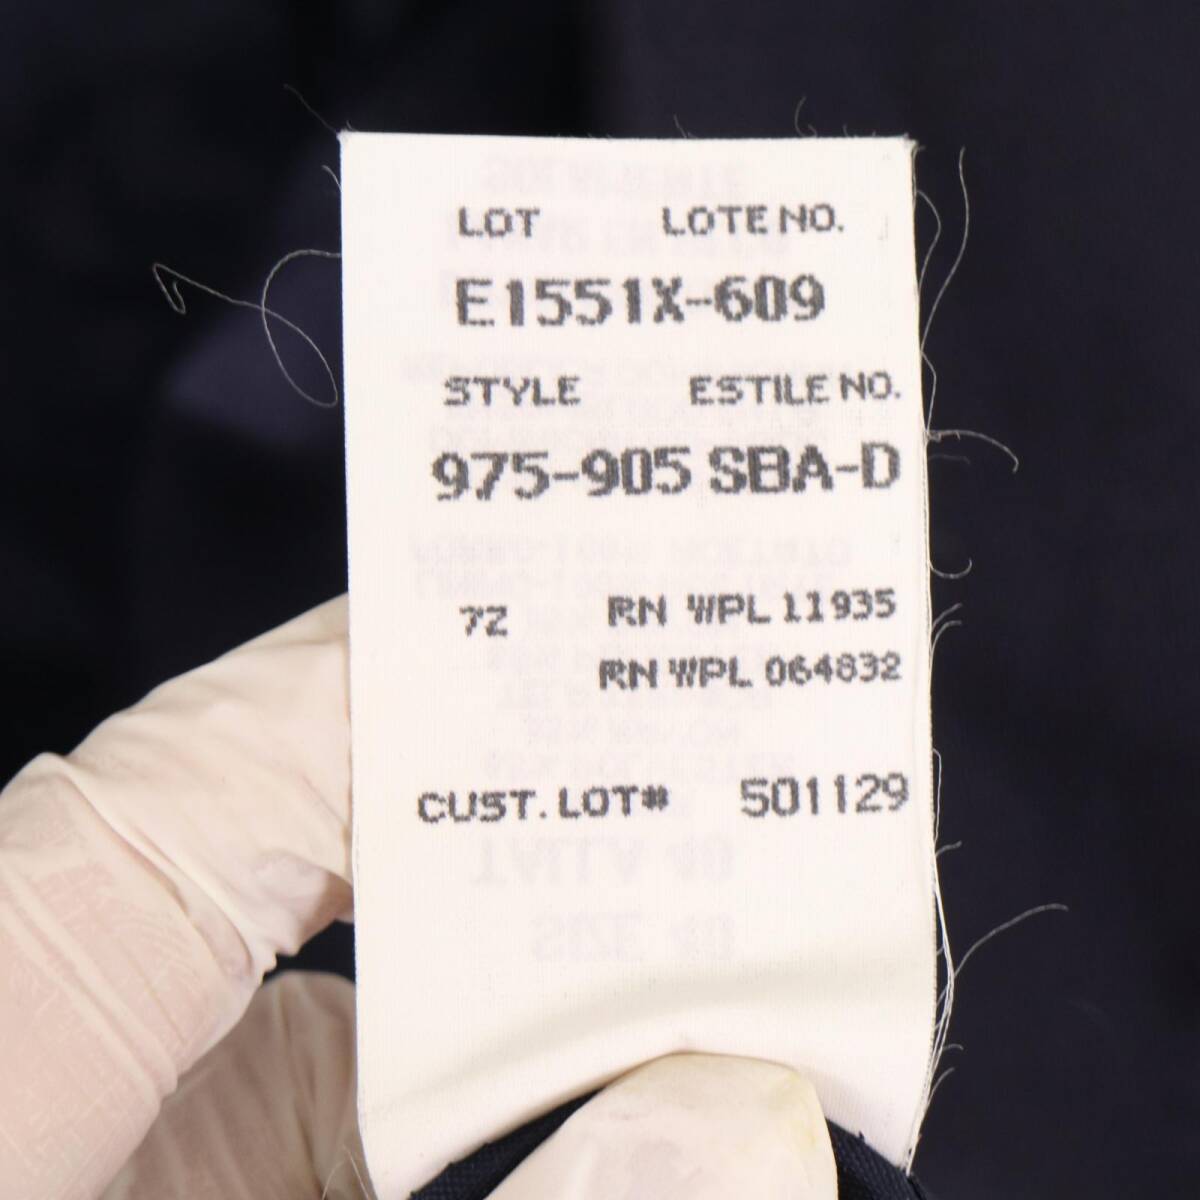 LOT LOTE NO.
E1551X-609
STYLE ESTILE NO.
975-905 SBA-D
7Z RN WPL 11935
RN WPL 064832
CUST. LOT# 501129